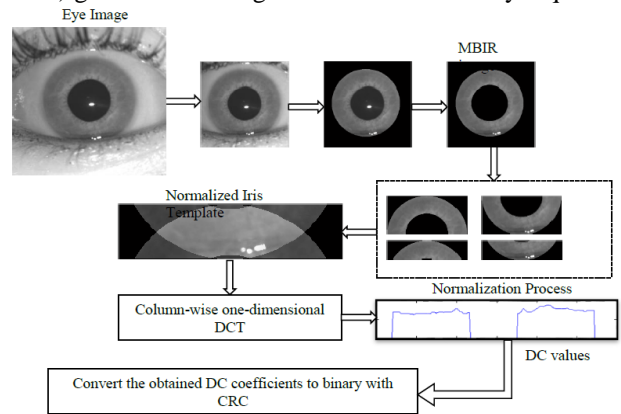 Eye Image
MBIR
Normalized Iris
Template
Normalization Process
Column-wise one-dimensional
DCT
DC values
Convert the obtained DC coefficients to binary with
CRC